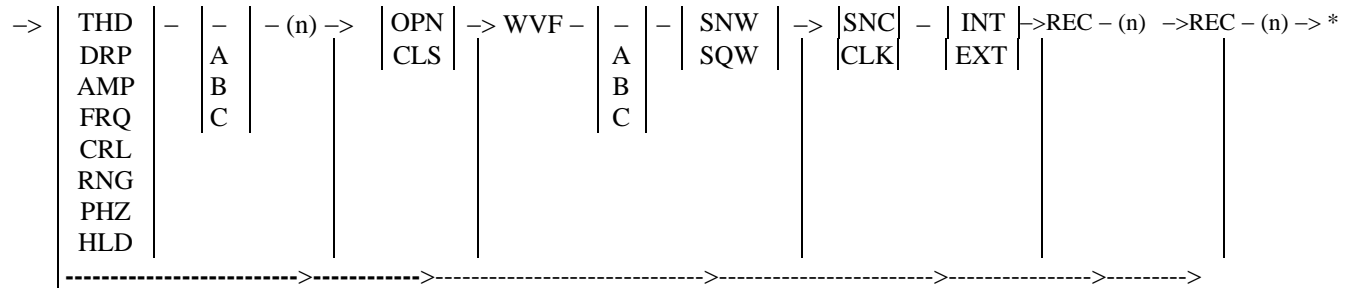 –> | THD | – | – | – (n) –> | OPN | –> WVF – | – | – | SNW | –> |SNC| – | INT |–>REC – (n) –>REC – (n) –> *
DRP | A | CLS | A | SQW | CLK | EXT
AMP | B | B
FRQ | C | C
CRL
RNG
PHZ
HLD
--------------------------->------------>---------------------------->------------------------>---------------->--------->